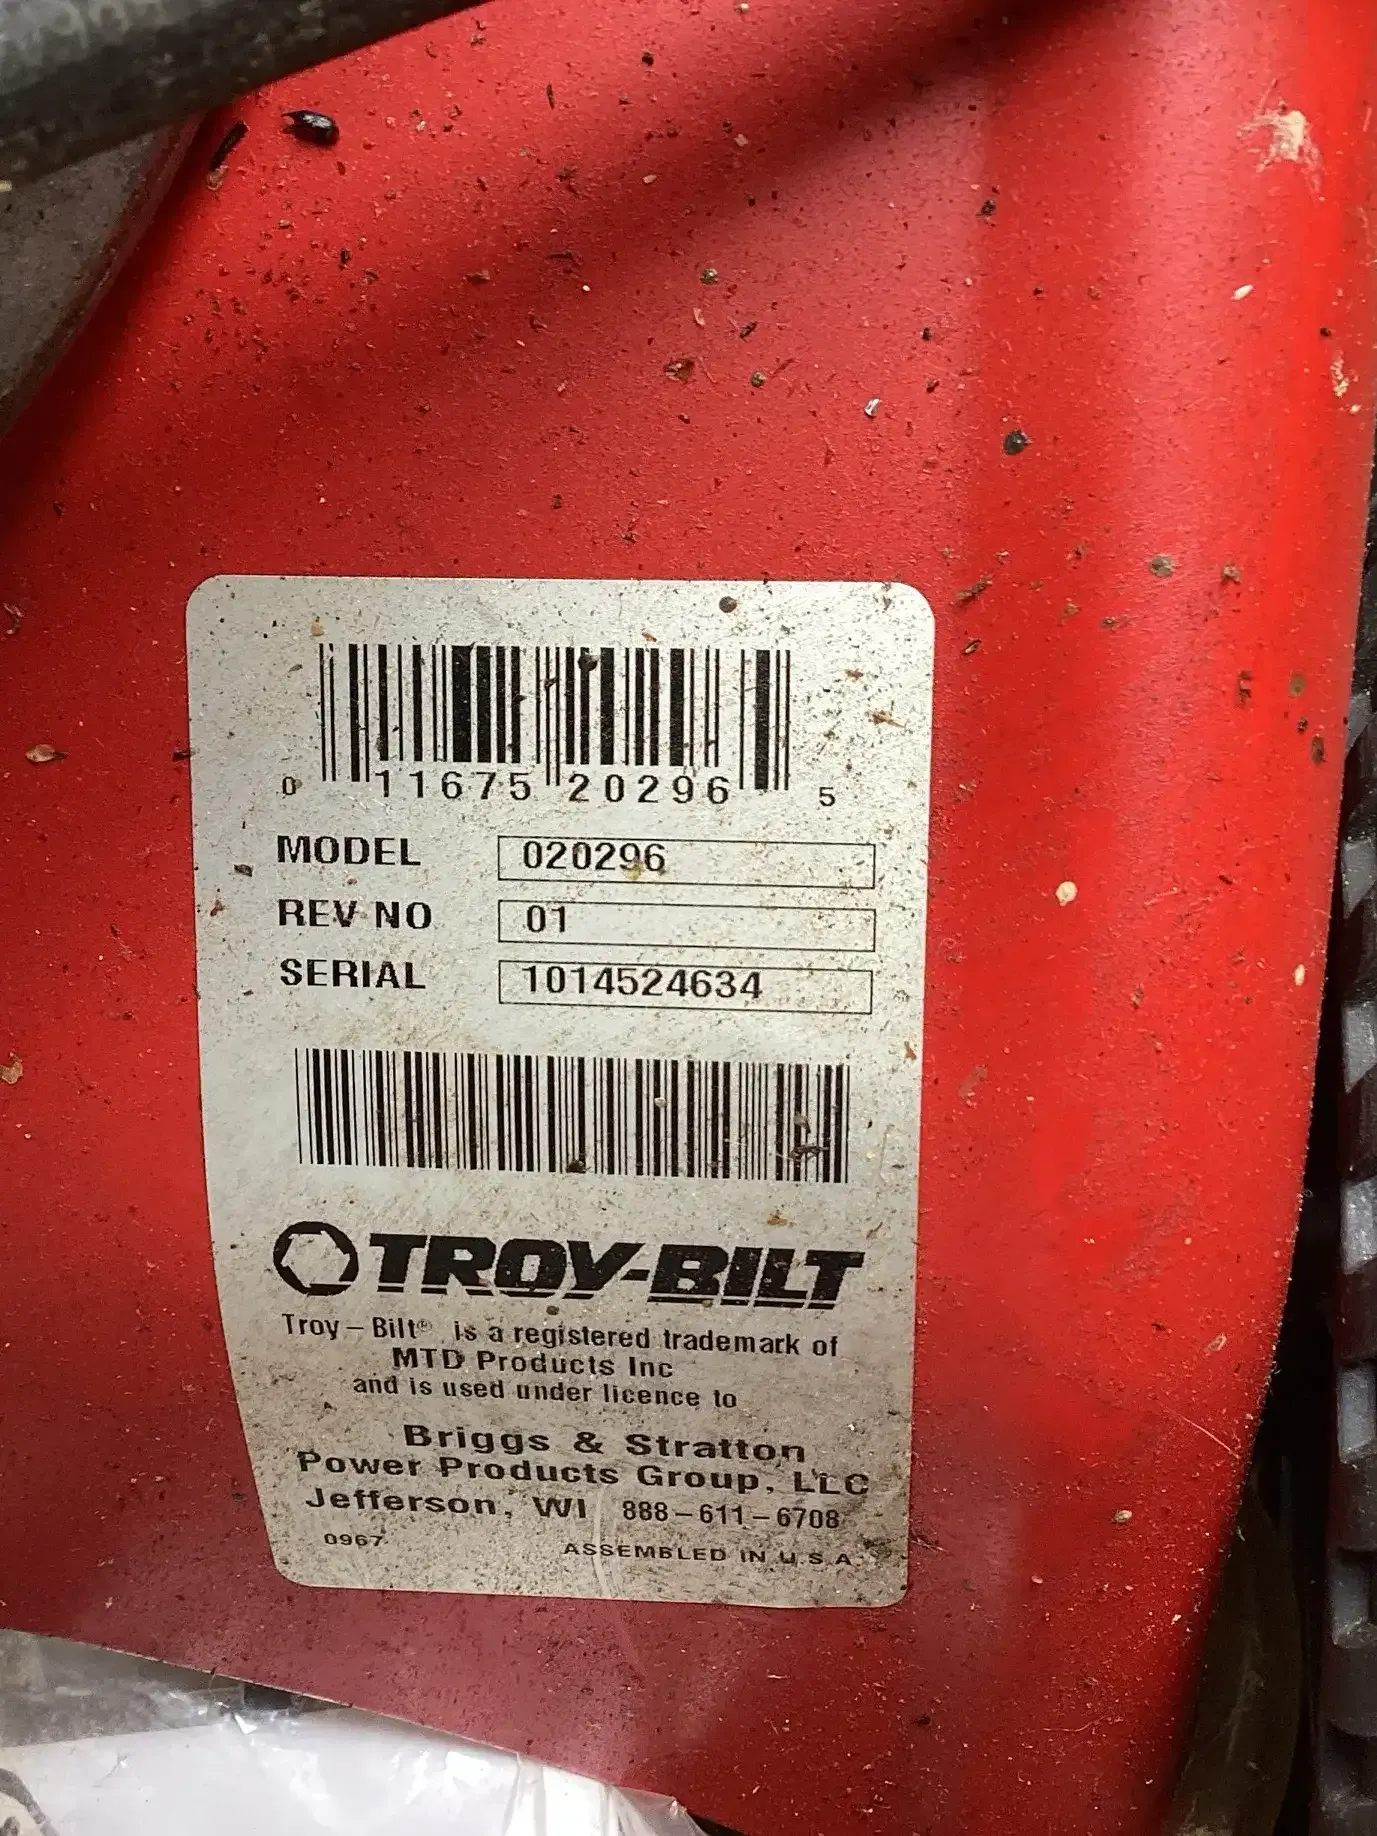 0 11675 20296 5
MODEL 020296
REV NO 01
SERIAL 1014524634
TROY-BILT
Troy-Bilt® is a registered trademark of
MTD Products Inc
and is used under licence to
Briggs & Stratton
Power Products Group, LLC
Jefferson, WI 888-611-6708
0967 ASSEMBLED IN U.S.A.